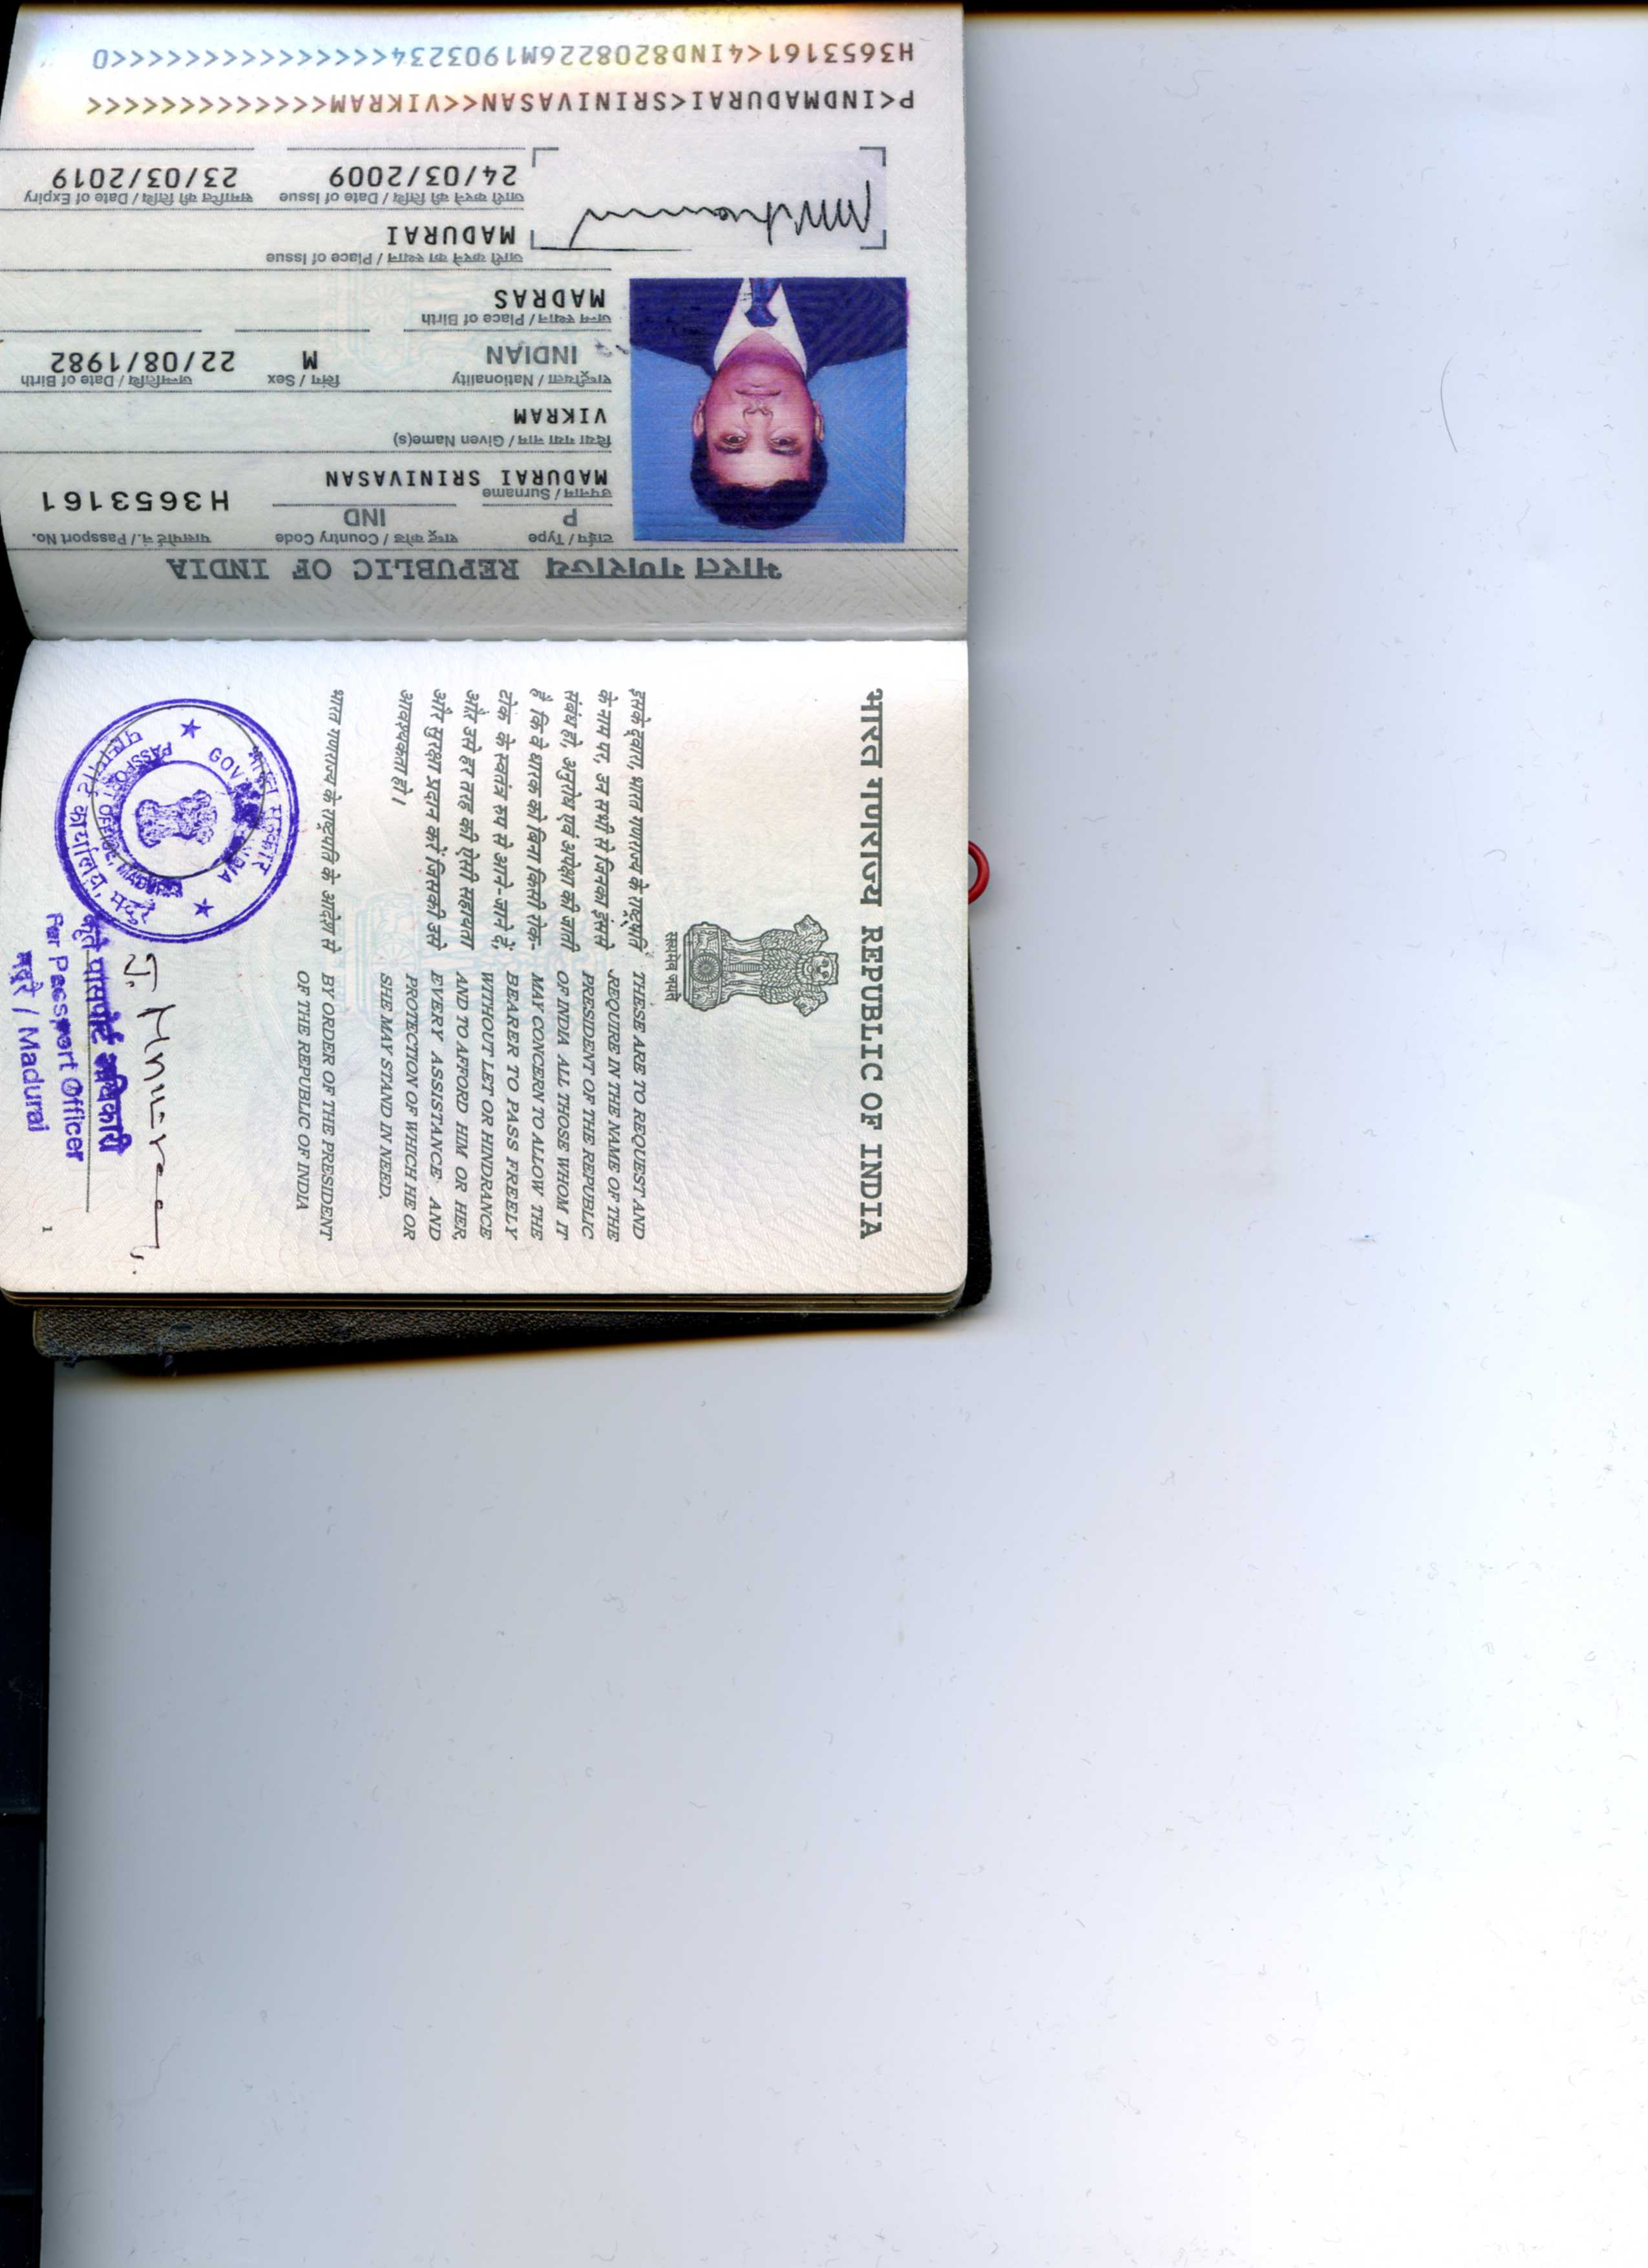 भारत गणराज्य REPUBLIC OF INDIA
टाईप / Type
P
राष्ट्र कोड / Country Code
IND
पासपोर्ट नं. / Passport No.
H3653161
उपनाम / Surname
MADURAI SRINIVASAN
दिया गया नाम / Given Name(s)
VIKRAM
राष्ट्रीयता / Nationality
INDIAN
लिंग / Sex
M
जन्मतिथि / Date of Birth
22/08/1982
जन्म स्थान / Place of Birth
MADRAS
जारी करने का स्थान / Place of Issue
MADURAI
जारी करने की तिथि / Date of Issue
24/03/2009
समाप्ति की तिथि / Date of Expiry
23/03/2019
P<INDMADURAI<SRINIVASAN<<VIKRAM<<<<<<<<<<<<<
H3653161<4IND8208226M1903234<<<<<<<<<<<<<<<0
भारत गणराज्य REPUBLIC OF INDIA
सत्यमेव जयते
इसके द्वारा, भारत गणराज्य के राष्ट्रपति
के नाम पर, उन सभी से जिनका इससे
संबंध हो, अनुरोध एवं अपेक्षा की जाती
है कि वे धारक को बिना किसी रोक-
टोक के स्वतंत्र रूप से आने-जाने दें,
और उसे हर तरह की ऐसी सहायता
और सुरक्षा प्रदान करें जिसकी उसे
आवश्यकता हो।
भारत गणराज्य के राष्ट्रपति के आदेश से
THESE ARE TO REQUEST AND
REQUIRE IN THE NAME OF THE
PRESIDENT OF THE REPUBLIC
OF INDIA ALL THOSE WHOM IT
MAY CONCERN TO ALLOW THE
BEARER TO PASS FREELY
WITHOUT LET OR HINDRANCE
AND TO AFFORD HIM OR HER,
EVERY ASSISTANCE AND
PROTECTION OF WHICH HE OR
SHE MAY STAND IN NEED.
BY ORDER OF THE PRESIDENT
OF THE REPUBLIC OF INDIA
भारत सरकार
पासपोर्ट कार्यालय, मदुरै
PASSPORT OFFICE, MADURAI
कृते पासपोर्ट अधिकारी
For Passport Officer
मदुरै / Madurai
1